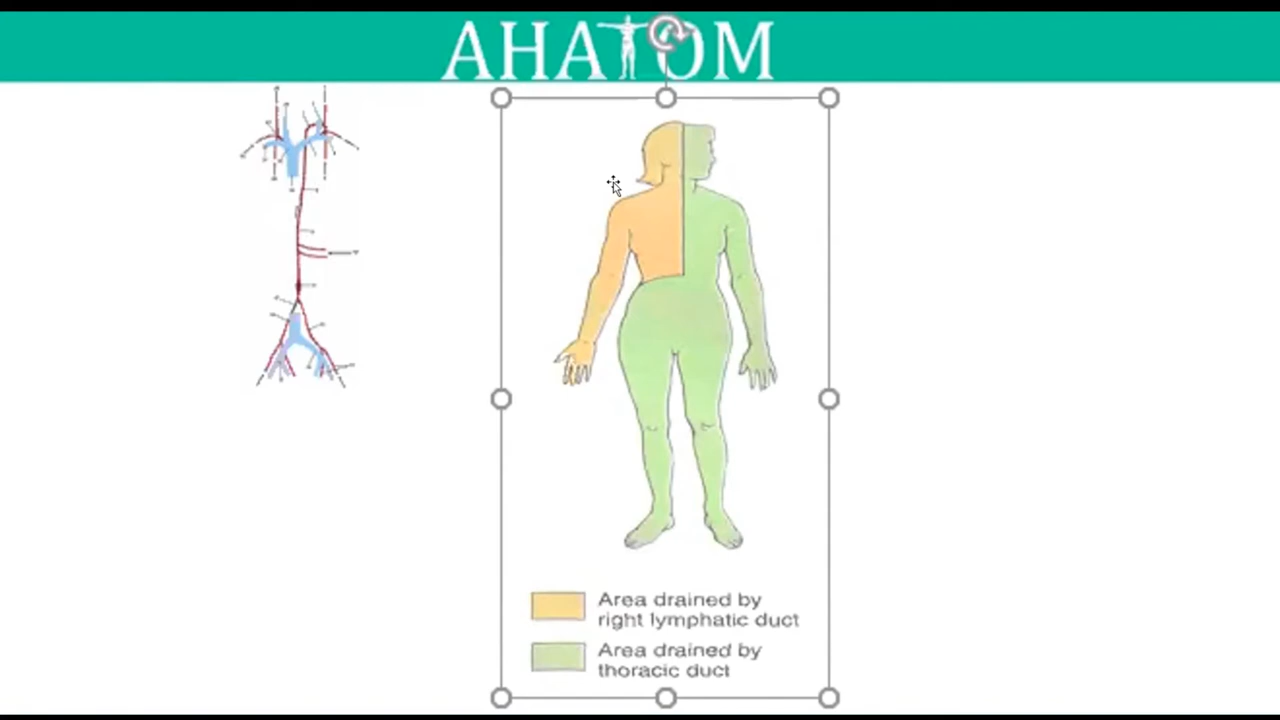 AHATOM
Area drained by
right lymphatic duct
Area drained by
thoracic duct